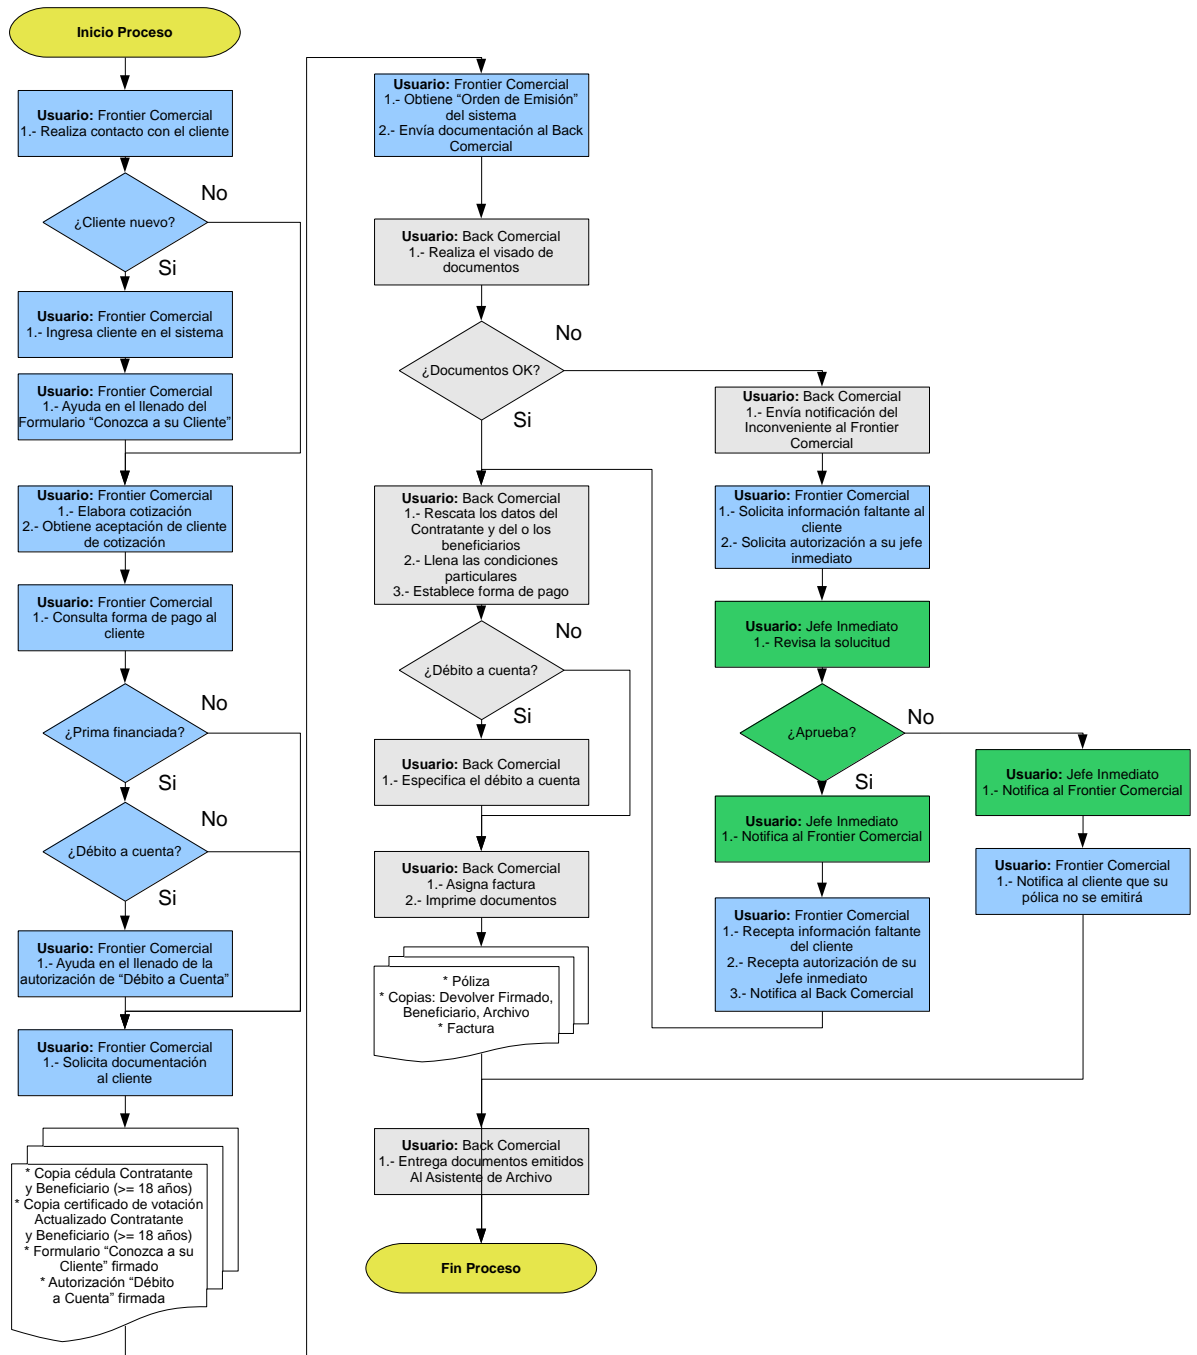 Inicio Proceso
Usuario: Frontier Comercial
1.- Realiza contacto con el cliente
¿Cliente nuevo?
No
Si
Usuario: Frontier Comercial
1.- Ingresa cliente en el sistema
Usuario: Frontier Comercial
1.- Ayuda en el llenado del
Formulario “Conozca a su Cliente”
Usuario: Frontier Comercial
1.- Elabora cotización
2.- Obtiene aceptación de cliente
de cotización
Usuario: Frontier Comercial
1.- Consulta forma de pago al
cliente
¿Prima financiada?
No
Si
¿Débito a cuenta?
No
Si
Usuario: Frontier Comercial
1.- Ayuda en el llenado de la
autorización de “Débito a Cuenta”
Usuario: Frontier Comercial
1.- Solicita documentación
al cliente
* Copia cédula Contratante
y Beneficiario (>= 18 años)
* Copia certificado de votación
Actualizado Contratante
y Beneficiario (>= 18 años)
* Formulario “Conozca a su
Cliente” firmado
* Autorización “Débito
a Cuenta” firmada
Usuario: Frontier Comercial
1.- Obtiene “Orden de Emisión”
del sistema
2.- Envía documentación al Back
Comercial
Usuario: Back Comercial
1.- Realiza el visado de
documentos
¿Documentos OK?
No
Si
Usuario: Back Comercial
1.- Rescata los datos del
Contratante y del o los
beneficiarios
2.- Llena las condiciones
particulares
3.- Establece forma de pago
¿Débito a cuenta?
No
Si
Usuario: Back Comercial
1.- Especifica el débito a cuenta
Usuario: Back Comercial
1.- Asigna factura
2.- Imprime documentos
* Póliza
* Copias: Devolver Firmado,
Beneficiario, Archivo
* Factura
Usuario: Back Comercial
1.- Entrega documentos emitidos
Al Asistente de Archivo
Fin Proceso
Usuario: Back Comercial
1.- Envía notificación del
Inconveniente al Frontier
Comercial
Usuario: Frontier Comercial
1.- Solicita información faltante al
cliente
2.- Solicita autorización a su jefe
inmediato
Usuario: Jefe Inmediato
1.- Revisa la solucitud
¿Aprueba?
No
Si
Usuario: Jefe Inmediato
1.- Notifica al Frontier Comercial
Usuario: Frontier Comercial
1.- Recepta información faltante
del cliente
2.- Recepta autorización de su
Jefe inmediato
3.- Notifica al Back Comercial
Usuario: Jefe Inmediato
1.- Notifica al Frontier Comercial
Usuario: Frontier Comercial
1.- Notifica al cliente que su
pólica no se emitirá